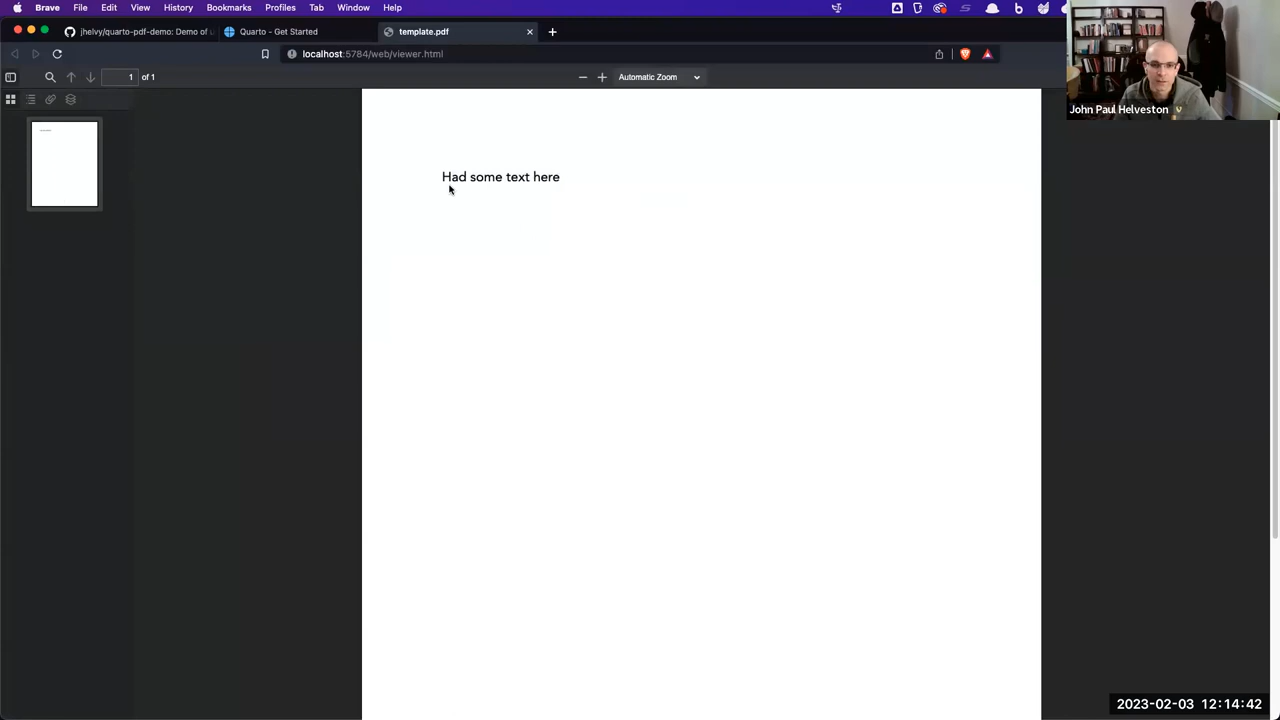 Brave File Edit View History Bookmarks Profiles Tab Window Help
jhelvy/quarto-pdf-demo: Demo of
Quarto - Get Started
template.pdf
localhost:5784/web/viewer.html
1 of 1
Automatic Zoom
John Paul Helveston
Had some text here
2023-02-03 12:14:42